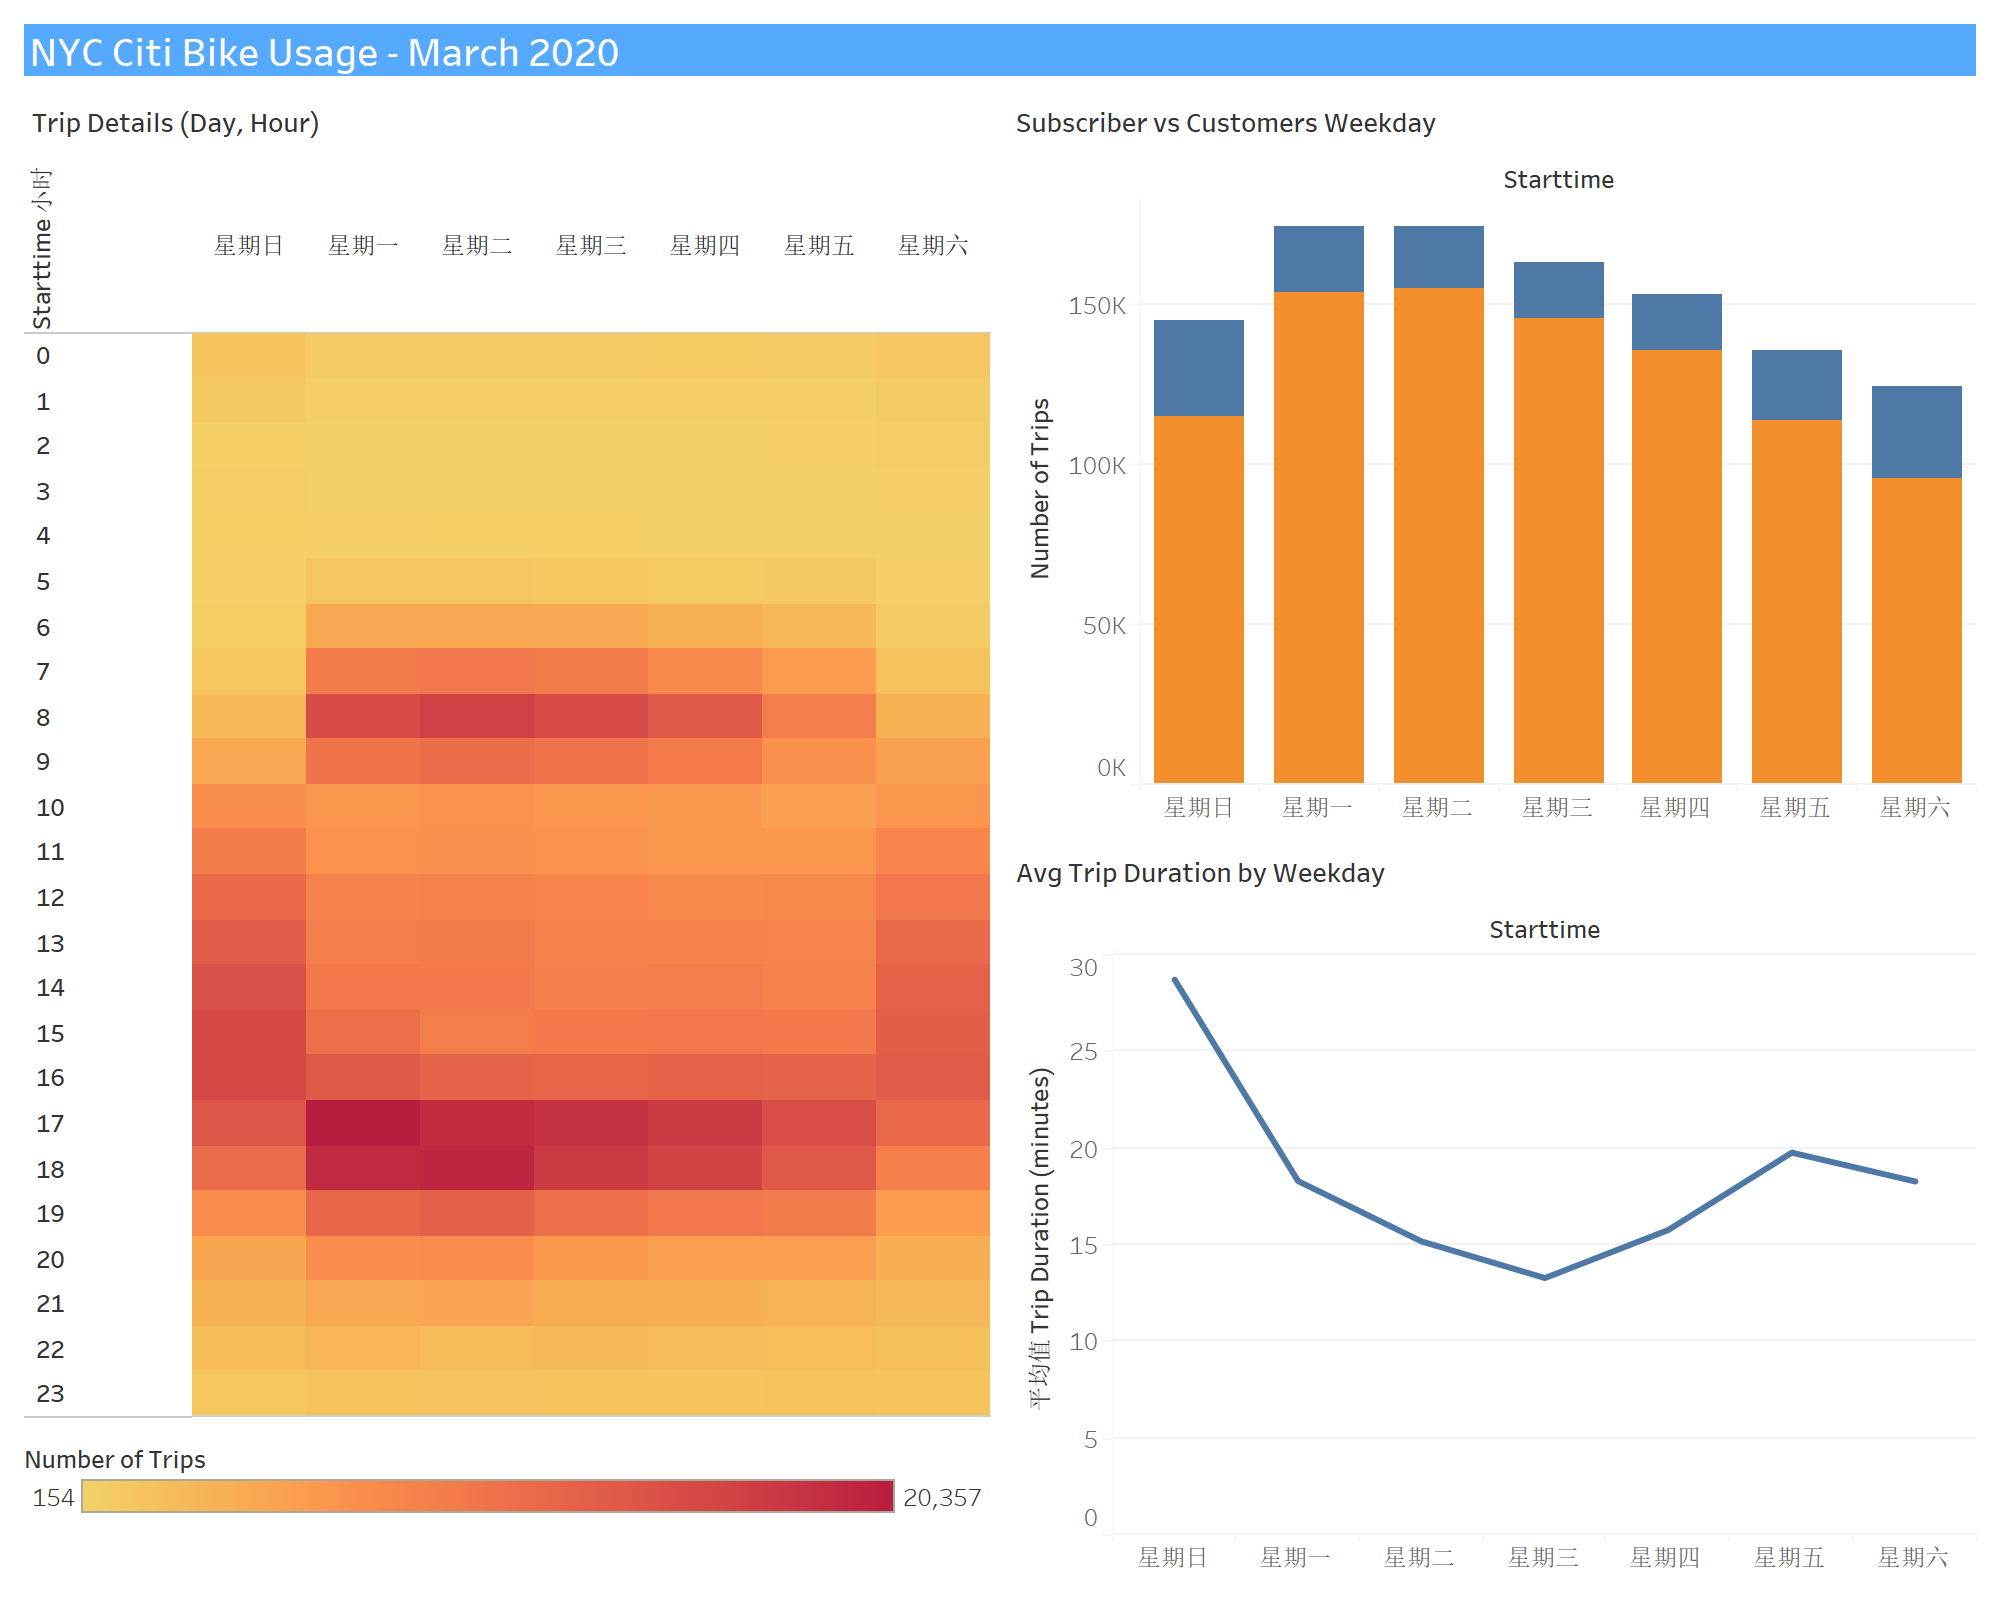 NYC Citi Bike Usage - March 2020
Trip Details (Day, Hour)
Starttime 小时
星期日 星期一 星期二 星期三 星期四 星期五 星期六
0
1
2
3
4
5
6
7
8
9
10
11
12
13
14
15
16
17
18
19
20
21
22
23
Number of Trips
154 20,357
Subscriber vs Customers Weekday
Starttime
Number of Trips
150K
100K
50K
0K
星期日 星期一 星期二 星期三 星期四 星期五 星期六
Avg Trip Duration by Weekday
Starttime
平均值 Trip Duration (minutes)
30
25
20
15
10
5
0
星期日 星期一 星期二 星期三 星期四 星期五 星期六